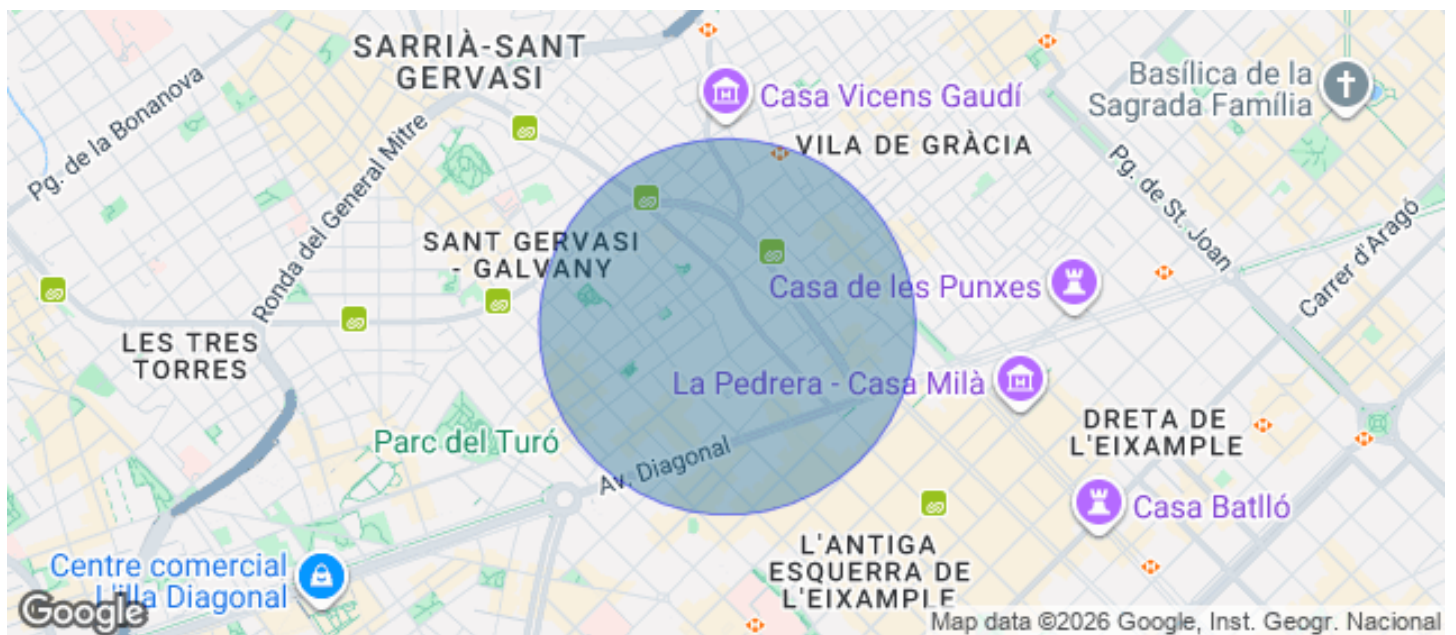 SARRIÀ-SANT
GERVASI
Pg. de la Bonanova
Ronda del General Mitre
Casa Vicens Gaudí
VILA DE GRÀCIA
Basílica de la
Sagrada Família
Pg. de St. Joan
Carrer d'Aragó
SANT GERVASI
- GALVANY
Casa de les Punxes
LES TRES
TORRES
La Pedrera - Casa Milà
DRETA DE
L'EIXAMPLE
Parc del Turó
Av. Diagonal
Casa Batlló
L'ANTIGA
ESQUERRA DE
L'EIXAMPLE
Centre comercial
L'illa Diagonal
Google
Map data ©2026 Google, Inst. Geogr. Nacional